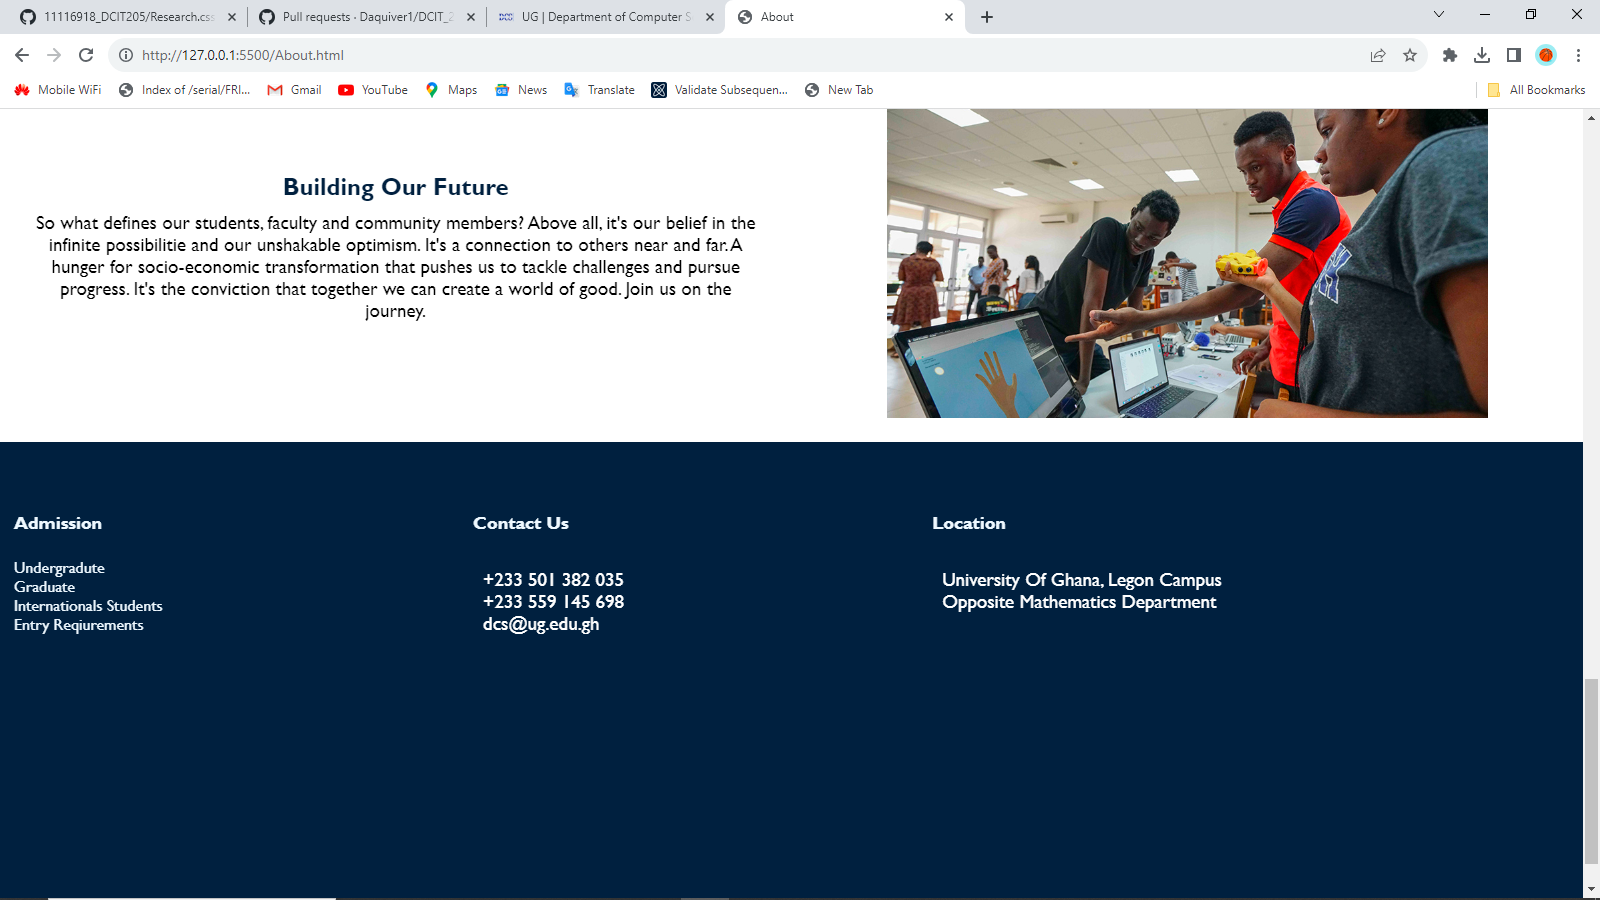 11116918_DCIT205/Research.css
Pull requests · Daquiver1/DCIT_2
UG | Department of Computer S
About
http://127.0.0.1:5500/About.html
Mobile WiFi
Index of /serial/FRI...
Gmail
YouTube
Maps
News
Translate
Validate Subsequen...
New Tab
All Bookmarks
Building Our Future
So what defines our students, faculty and community members? Above all, it's our belief in the
infinite possibilitie and our unshakable optimism. It's a connection to others near and far. A
hunger for socio-economic transformation that pushes us to tackle challenges and pursue
progress. It's the conviction that together we can create a world of good. Join us on the
journey.
Admission
Undergradute
Graduate
Internationals Students
Entry Reqiurements
Contact Us
+233 501 382 035
+233 559 145 698
dcs@ug.edu.gh
Location
University Of Ghana, Legon Campus
Opposite Mathematics Department